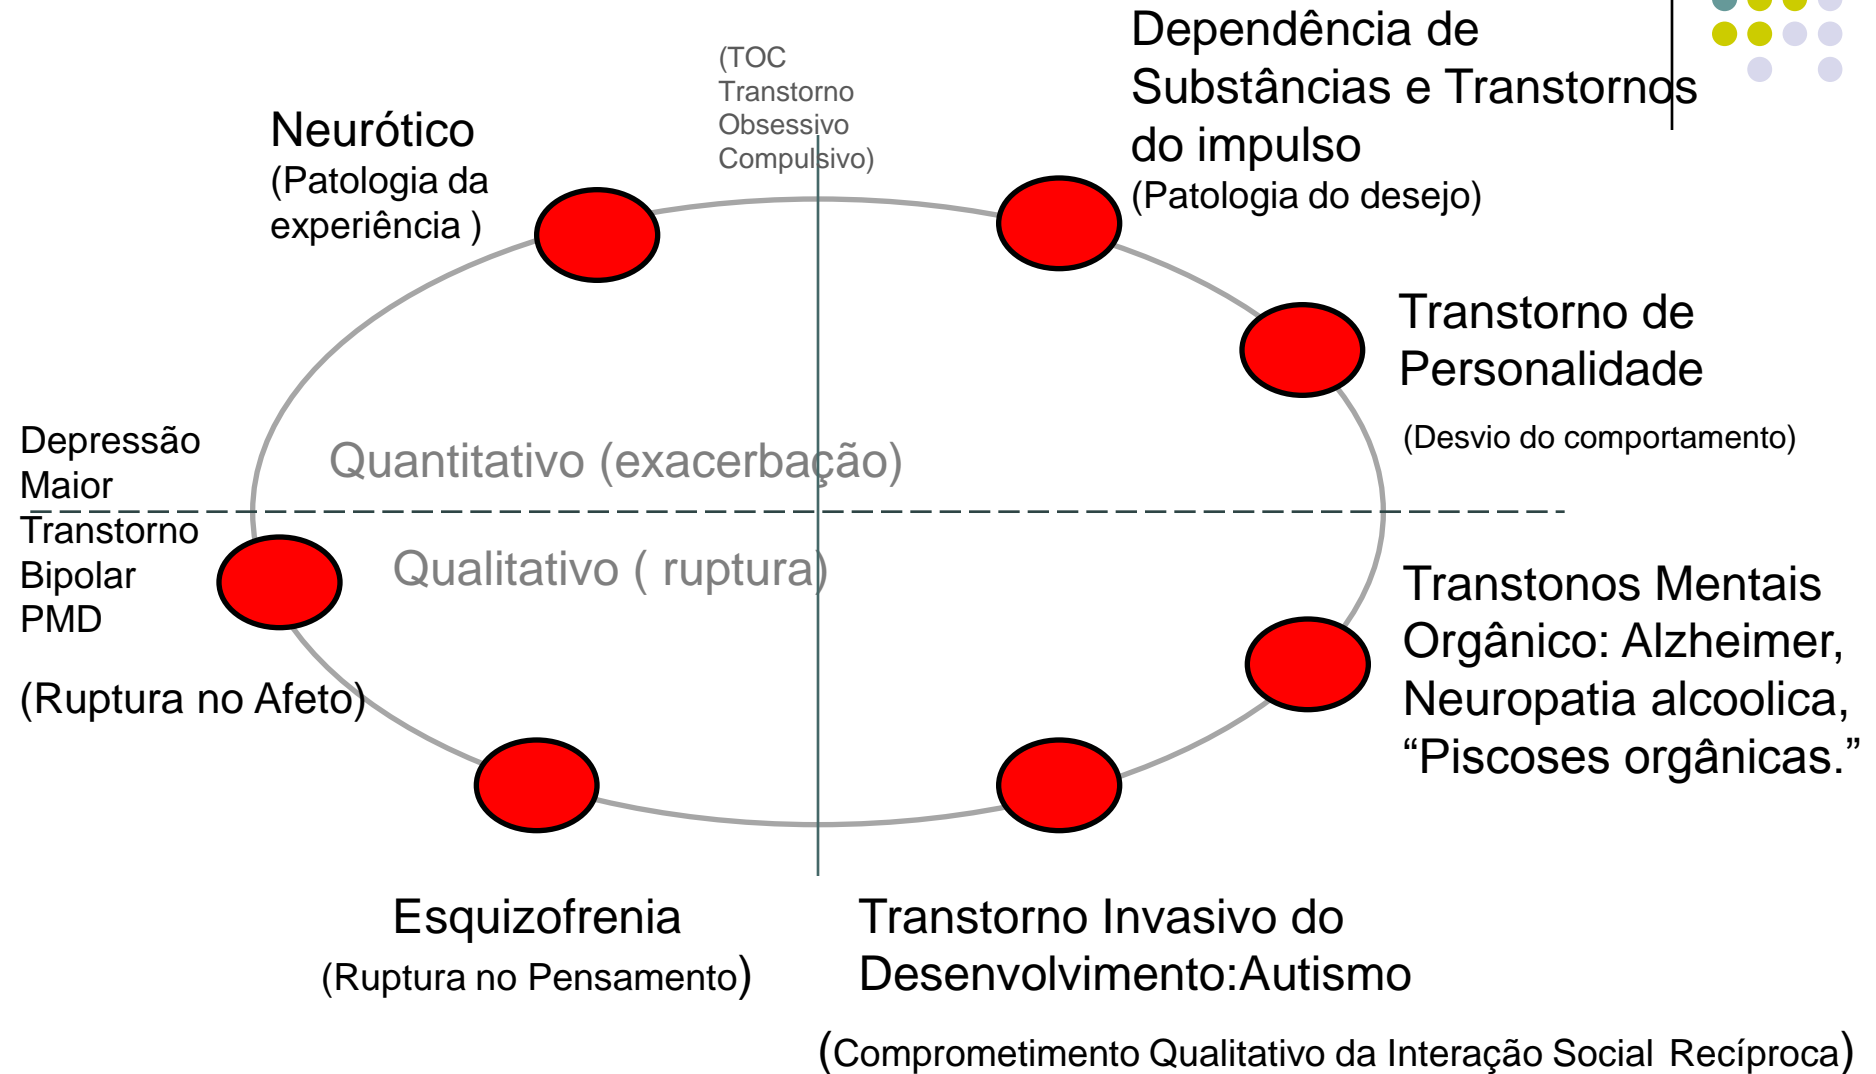 (TOC
Transtorno
Obsessivo
Compulsivo)
Dependência de
Substâncias e Transtornos
do impulso
(Patologia do desejo)
Neurótico
(Patologia da
experiência )
Transtorno de
Personalidade
(Desvio do comportamento)
Depressão
Maior
Transtorno
Bipolar
PMD
(Ruptura no Afeto)
Quantitativo (exacerbação)
Qualitativo ( ruptura)
Transtonos Mentais
Orgânico: Alzheimer,
Neuropatia alcoolica,
“Piscoses orgânicas.”
Esquizofrenia
(Ruptura no Pensamento)
Transtorno Invasivo do
Desenvolvimento:Autismo
(Comprometimento Qualitativo da Interação Social Recíproca)